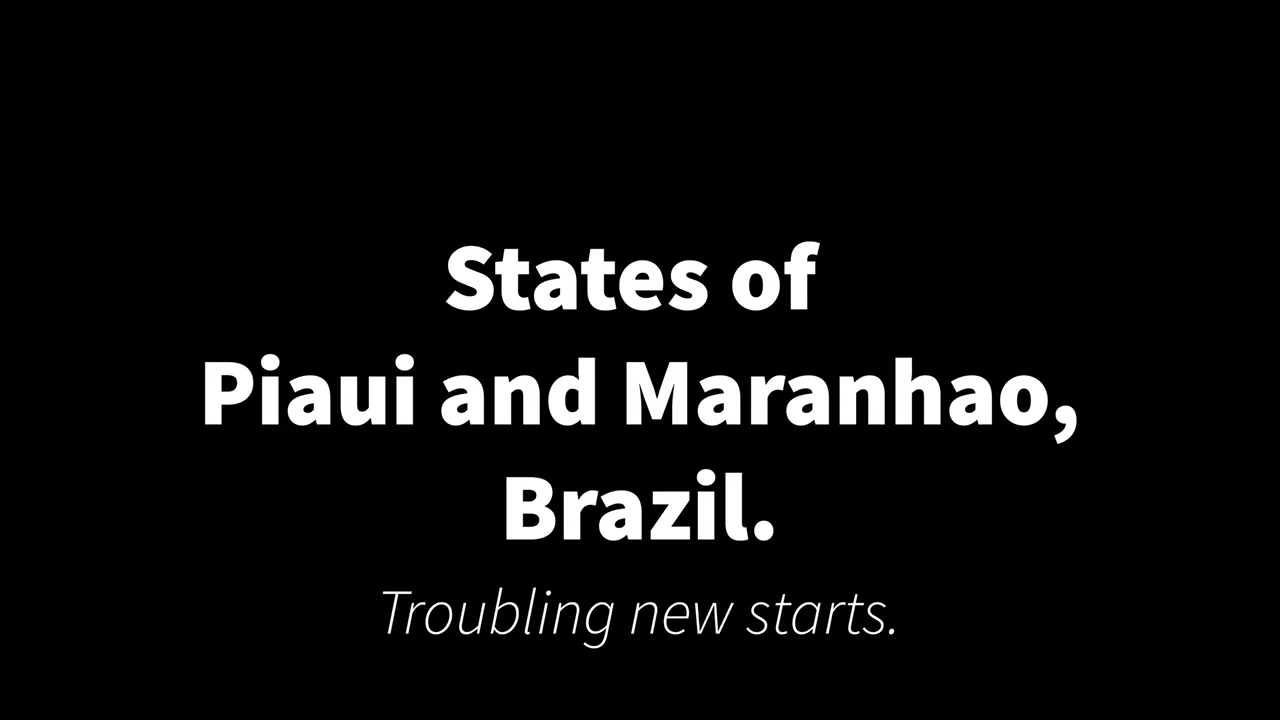 States of
Piaui and Maranhao,
Brazil.
Troubling new starts.